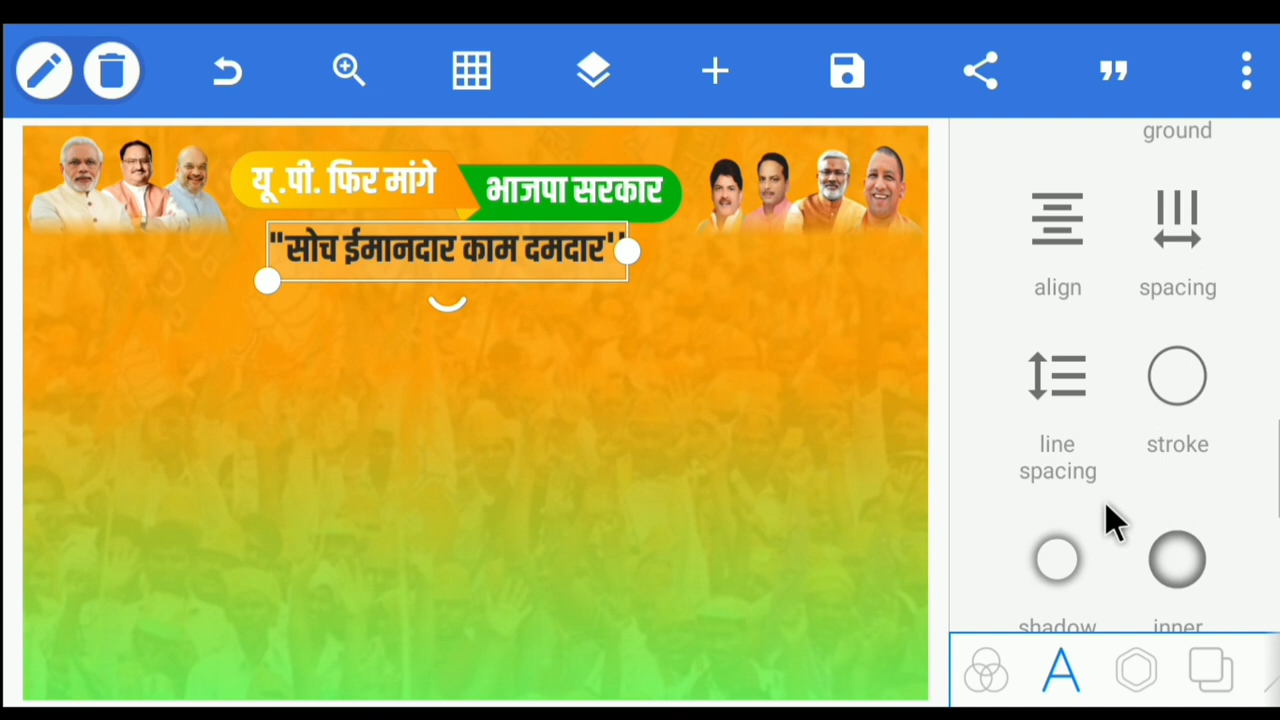 ground
यू.पी. फिर मांगे
भाजपा सरकार
"सोच ईमानदार काम दमदार"
align
spacing
line
spacing
stroke
shadow
inner